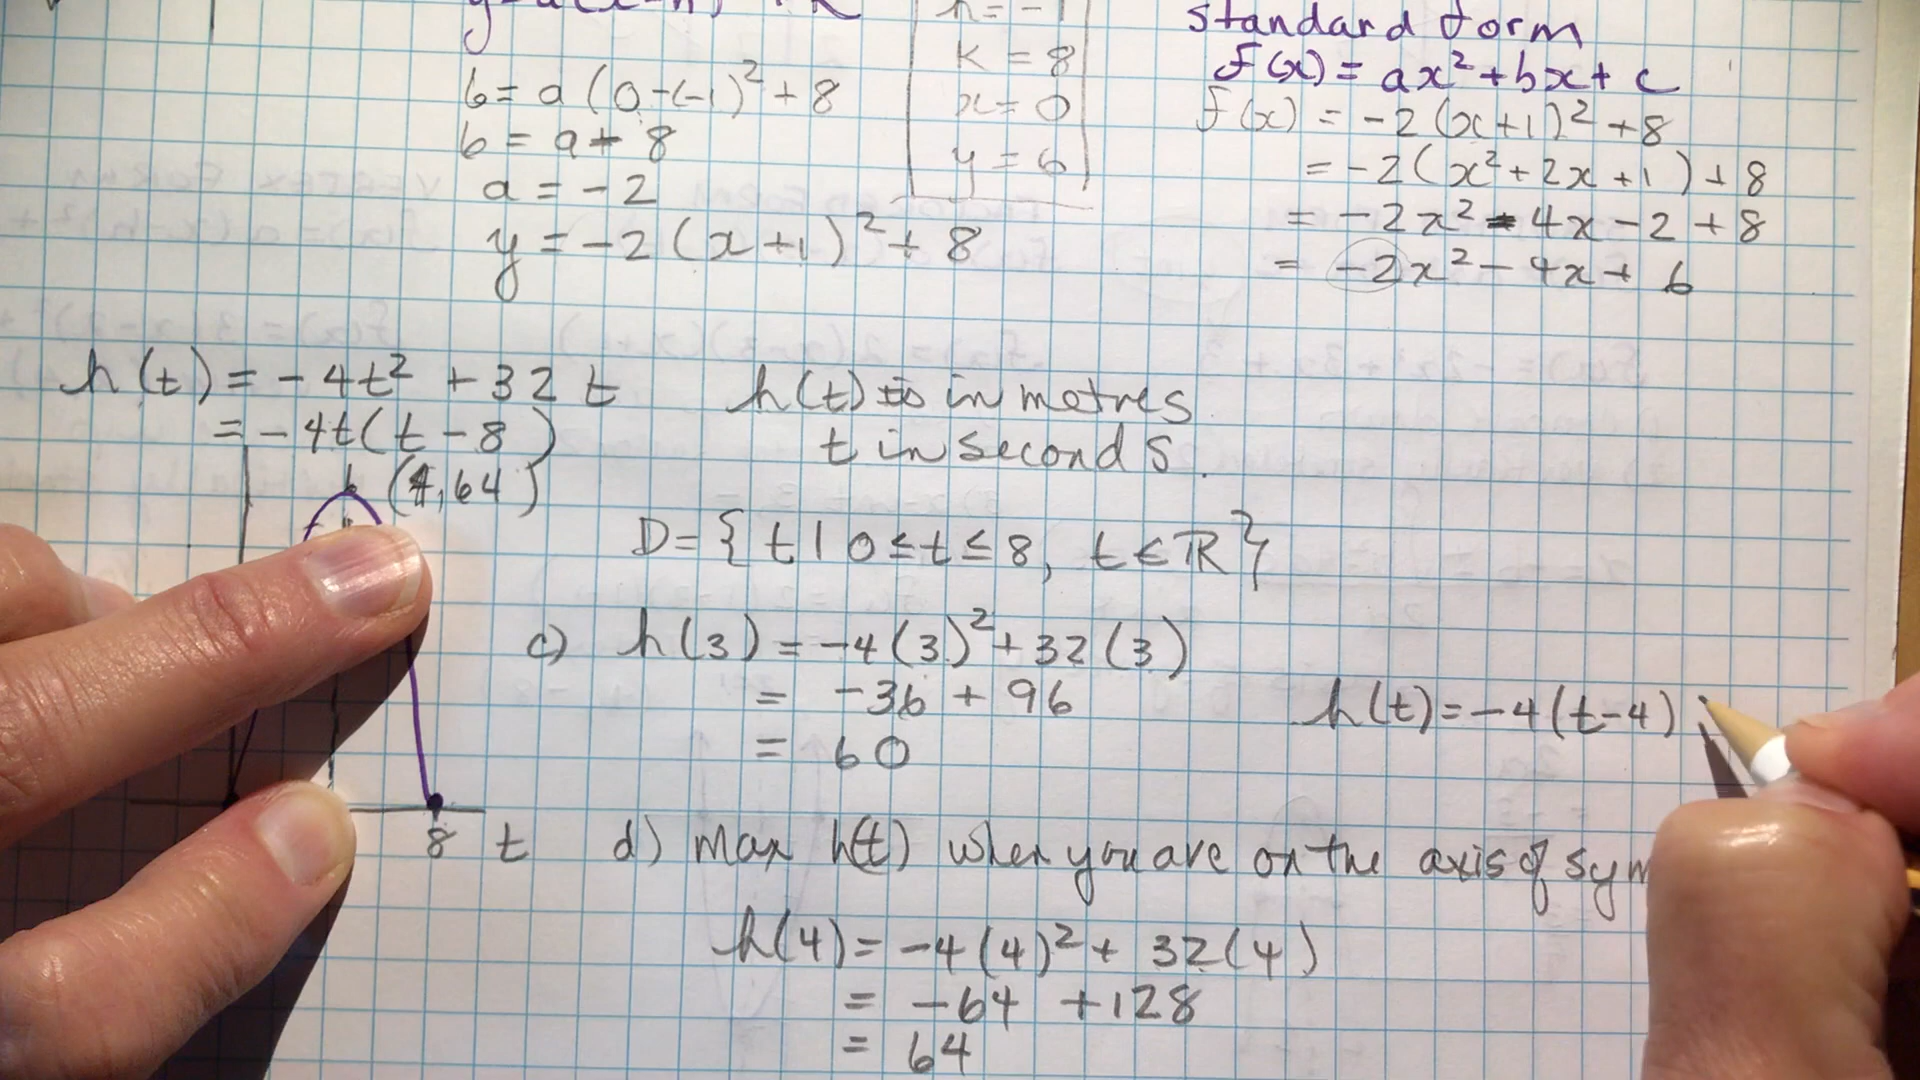 y = a(x-h)² + k
6 = a (0-(-1)² + 8
6 = a + 8
a = -2
y = -2 (x+1)² + 8
h = -1
k = 8
x = 0
y = 6
standard form
f(x) = ax² + bx + c
f(x) = -2 (x+1)² + 8
= -2 (x² + 2x + 1) + 8
= -2x² - 4x - 2 + 8
= -2x² - 4x + 6
h(t) = -4t² + 32t
= -4t(t-8)
h(t) in metres
t in seconds.
(4,64)
D = {t | 0 ≤ t ≤ 8, t ∈ ℝ}
c) h(3) = -4(3)² + 32(3)
= -36 + 96
= 60
h(t) = -4(t-4)
8 t
d) max h(t) when you are on the axis of sym
h(4) = -4(4)² + 32(4)
= -64 + 128
= 64